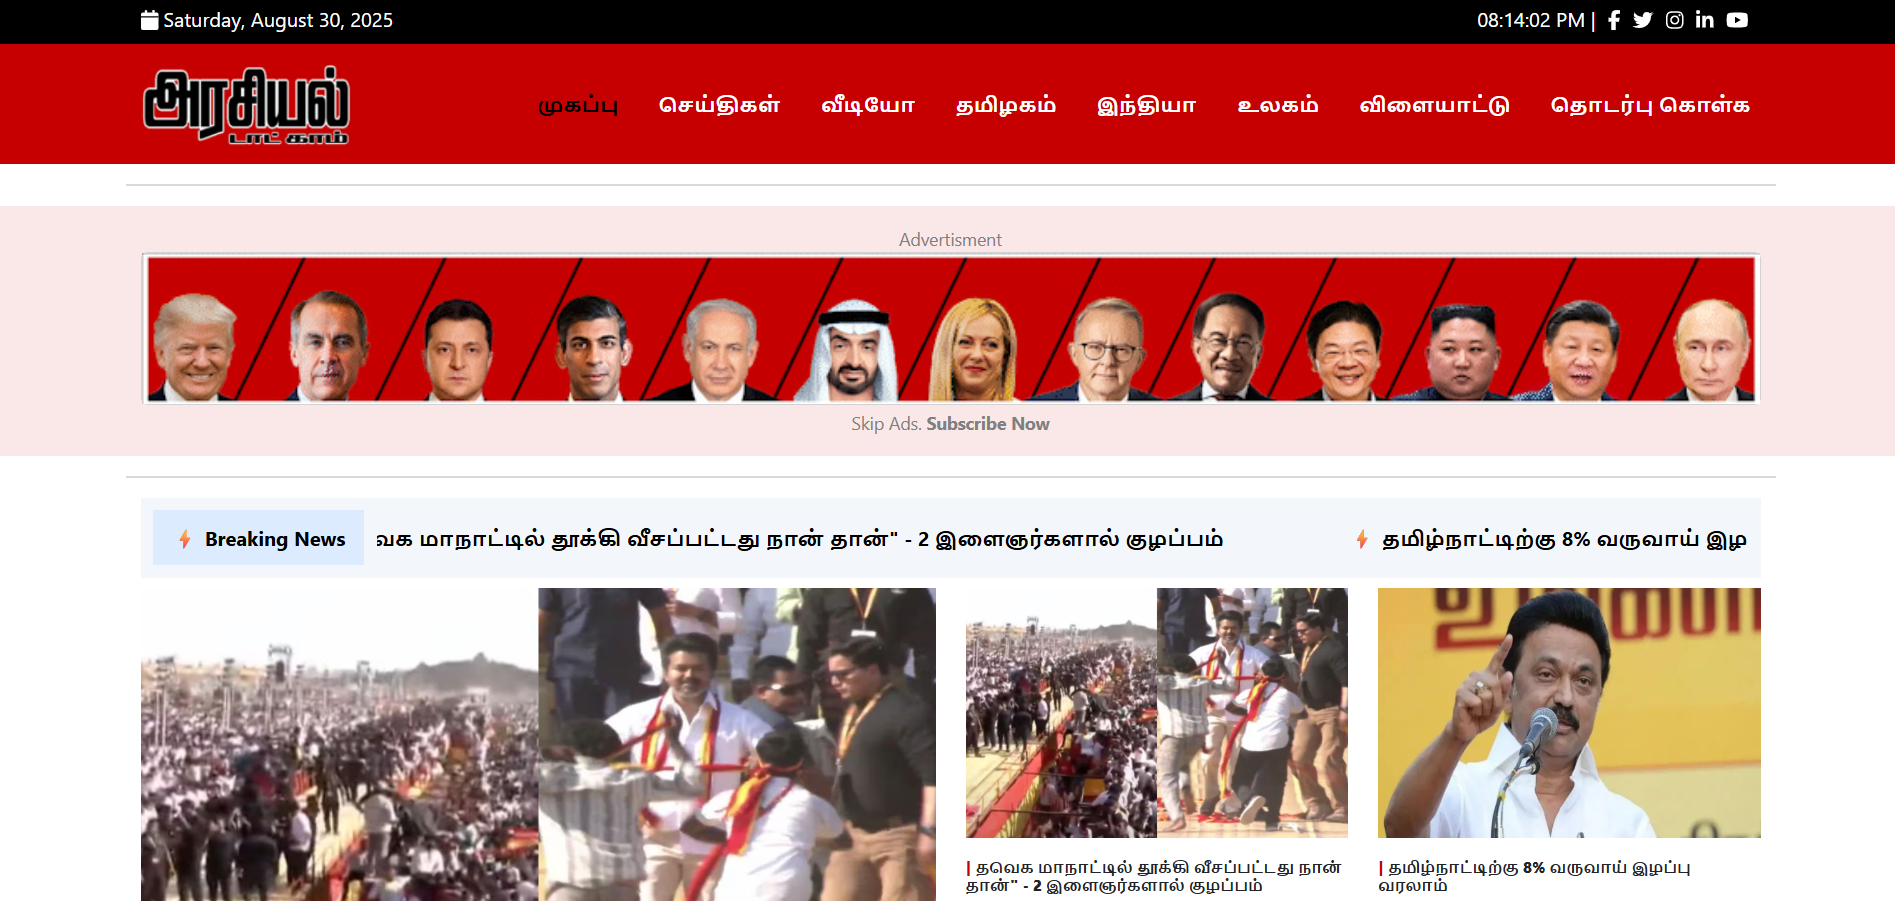 Saturday, August 30, 2025
08:14:02 PM |
அரசியல்
டாட் காம்
முகப்பு செய்திகள் வீடியோ தமிழகம் இந்தியா உலகம் விளையாட்டு தொடர்பு கொள்க
Advertisment
Skip Ads. Subscribe Now
Breaking News வக மாநாட்டில் தூக்கி வீசப்பட்டது நான் தான்" - 2 இளைஞர்களால் குழப்பம் தமிழ்நாட்டிற்கு 8% வருவாய் இழ
| தவெக மாநாட்டில் தூக்கி வீசப்பட்டது நான்
தான்" - 2 இளைஞர்களால் குழப்பம்
| தமிழ்நாட்டிற்கு 8% வருவாய் இழப்பு
வரலாம்